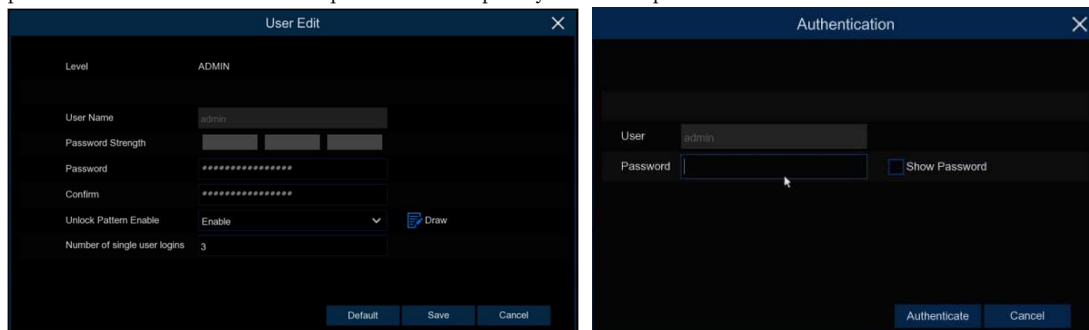 User Edit
Level ADMIN
User Name admin
Password Strength
Password ****************
Confirm ****************
Unlock Pattern Enable Enable Draw
Number of single user logins 3
Default Save Cancel
Authentication
User admin
Password Show Password
Authenticate Cancel